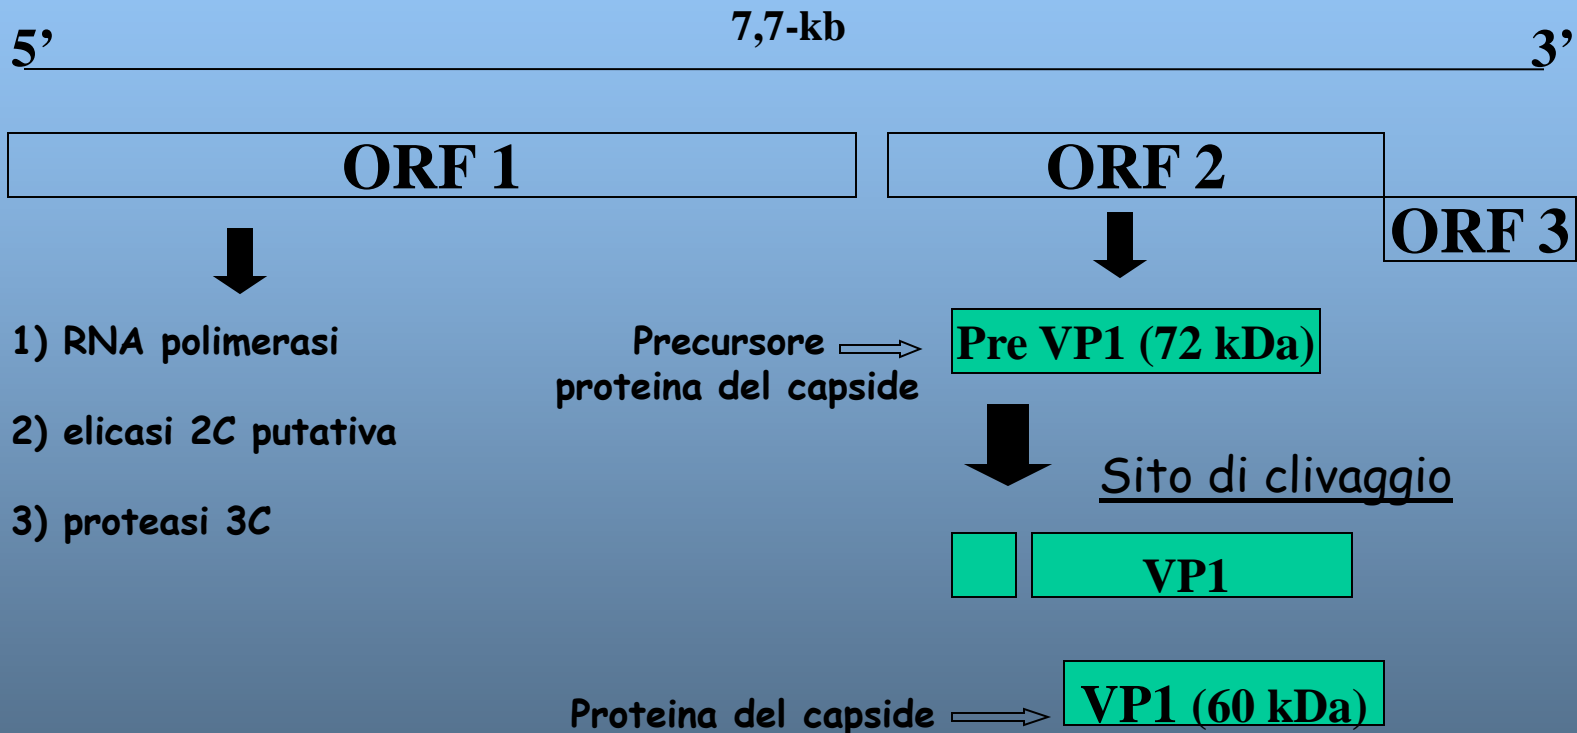 7,7-kb
5’
3’
ORF 1
ORF 2
ORF 3
1) RNA polimerasi
2) elicasi 2C putativa
3) proteasi 3C
Precursore
proteina del capside
Pre VP1 (72 kDa)
Sito di clivaggio
VP1
Proteina del capside
VP1 (60 kDa)